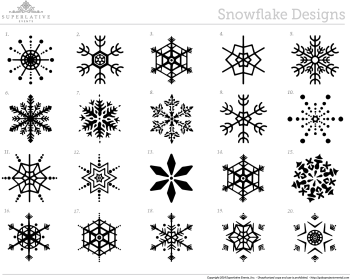 SUPERLATIVE
EVENTS
Snowflake Designs
1. 2. 3. 4. 5.
6. 7. 8. 9. 10.
11. 12. 13. 14. 15.
16. 17. 18. 19. 20.